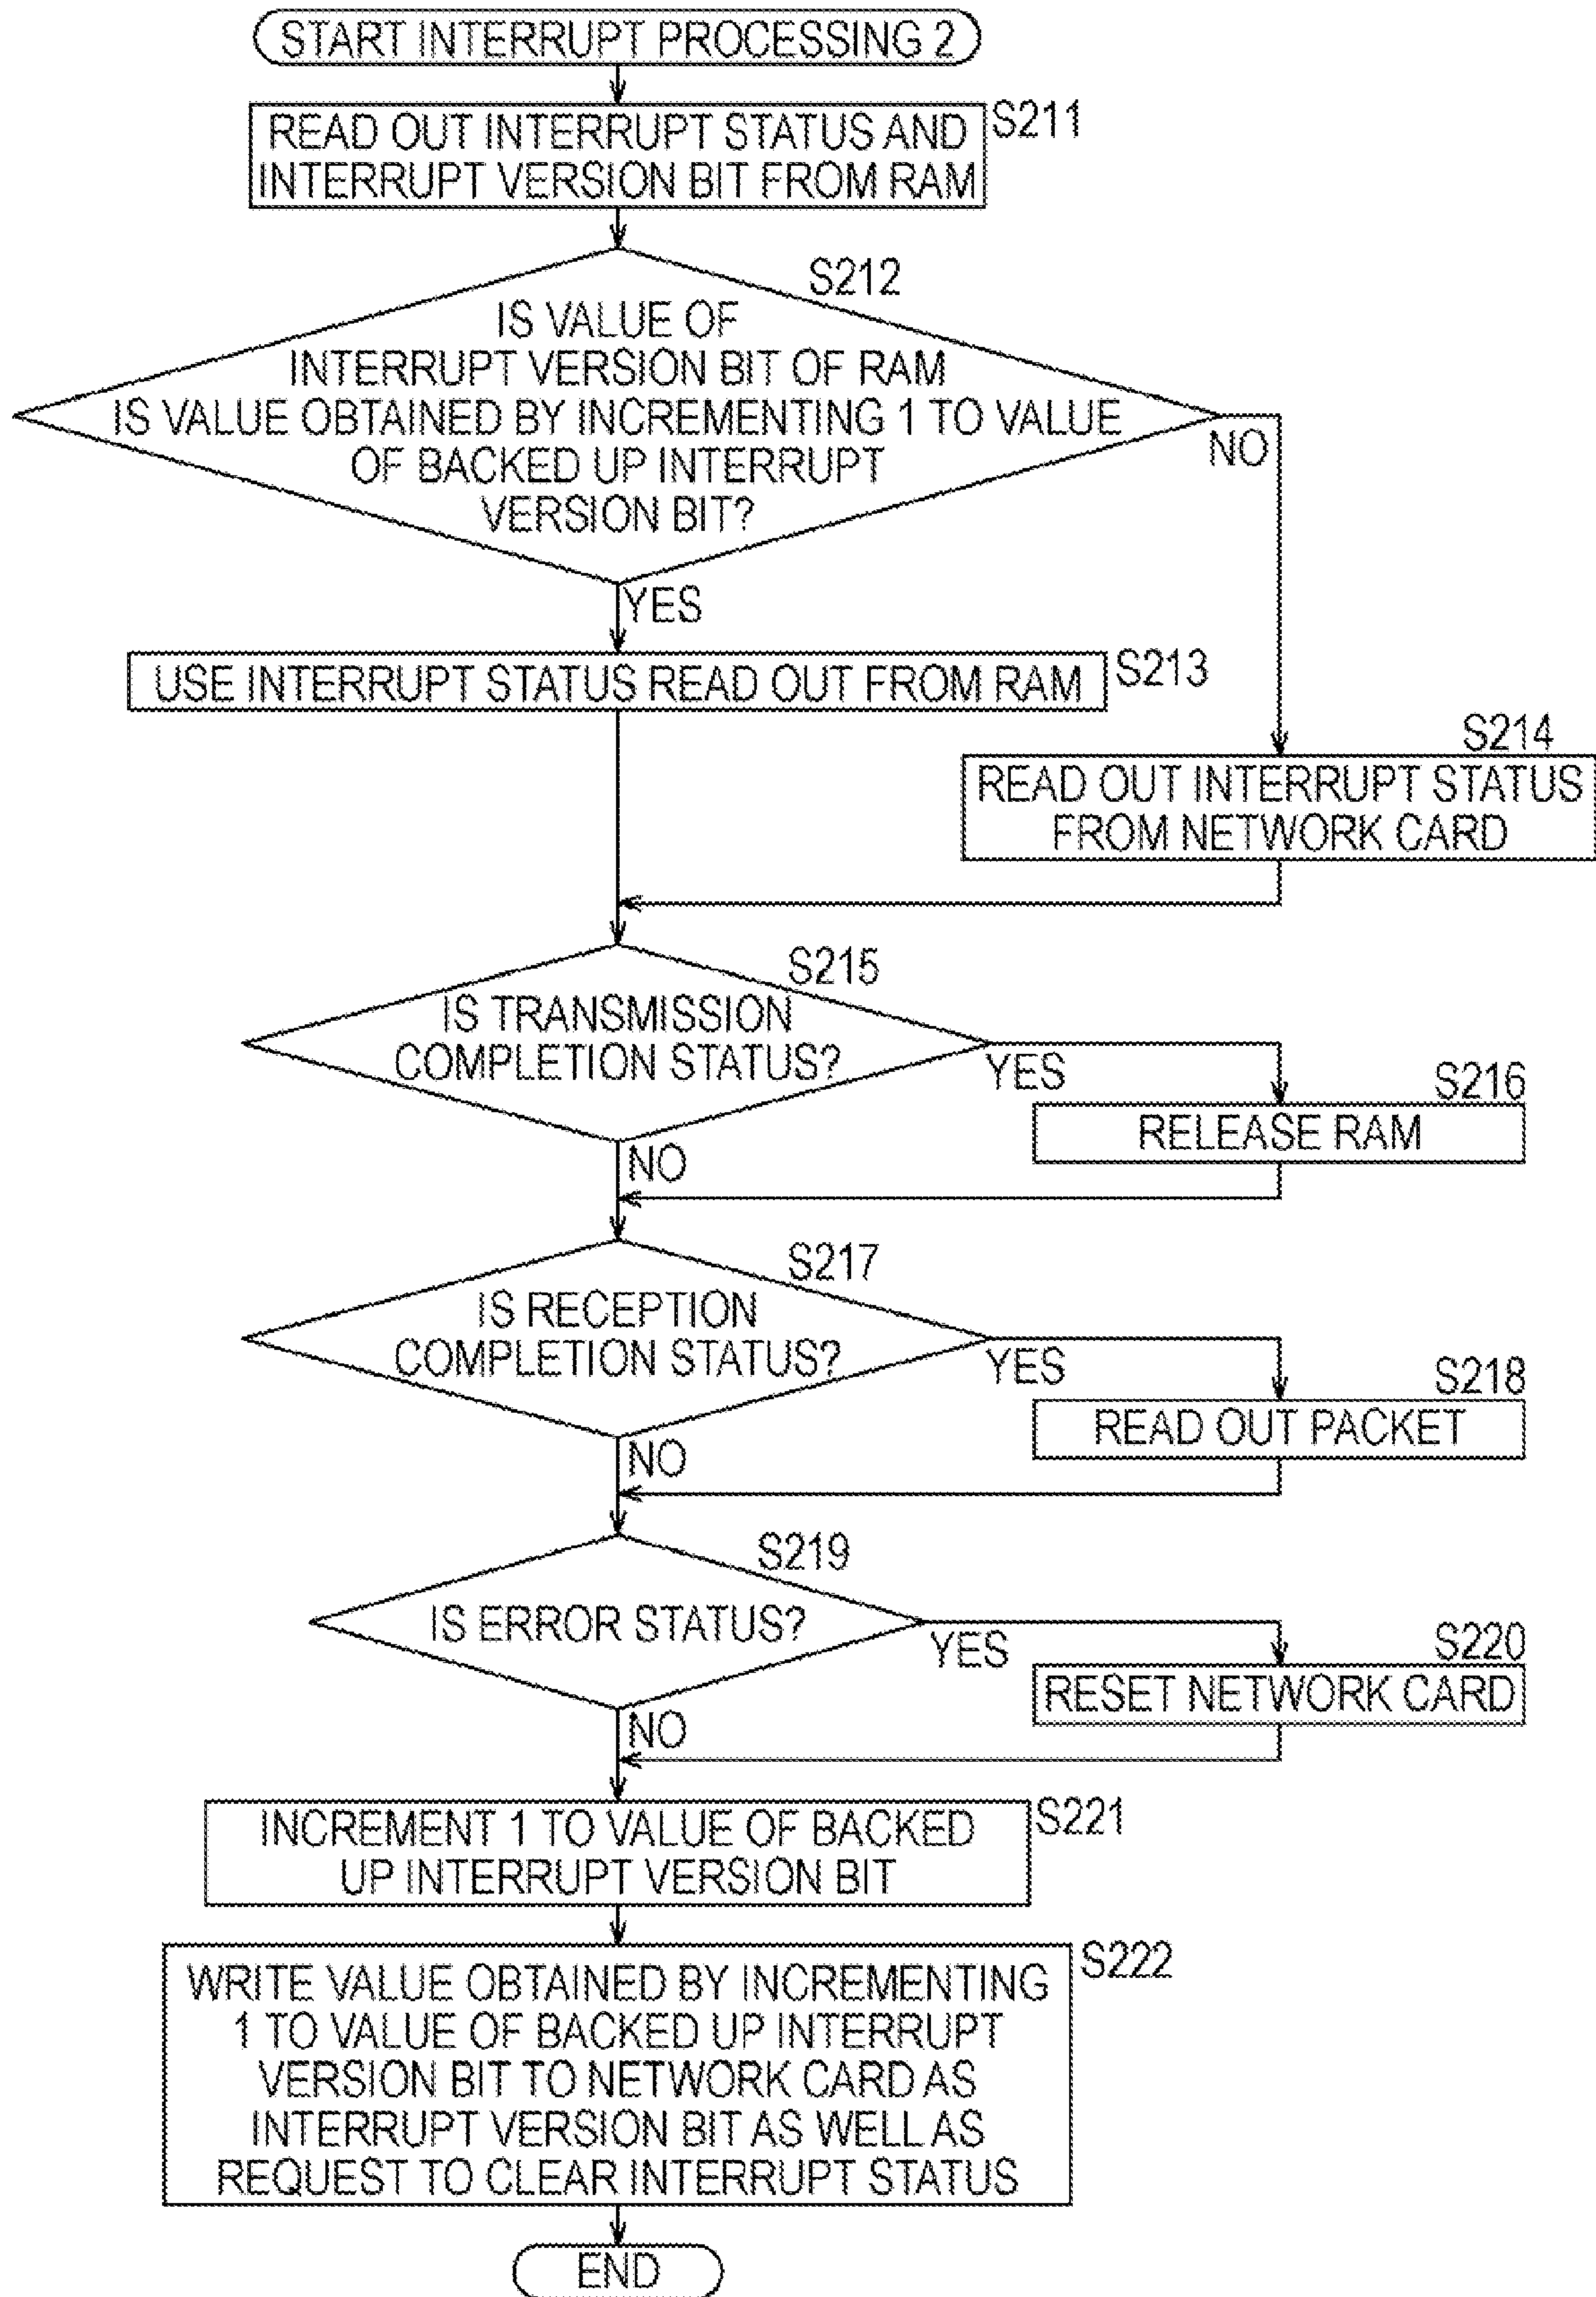 START INTERRUPT PROCESSING 2
READ OUT INTERRUPT STATUS AND
INTERRUPT VERSION BIT FROM RAM
S211
S212
IS VALUE OF
INTERRUPT VERSION BIT OF RAM
IS VALUE OBTAINED BY INCREMENTING 1 TO VALUE
OF BACKED UP INTERRUPT
VERSION BIT?
NO
YES
USE INTERRUPT STATUS READ OUT FROM RAM
S213
S214
READ OUT INTERRUPT STATUS
FROM NETWORK CARD
S215
IS TRANSMISSION
COMPLETION STATUS?
YES
S216
RELEASE RAM
NO
S217
IS RECEPTION
COMPLETION STATUS?
YES
S218
READ OUT PACKET
NO
S219
IS ERROR STATUS?
YES
S220
RESET NETWORK CARD
NO
INCREMENT 1 TO VALUE OF BACKED
UP INTERRUPT VERSION BIT
S221
S222
WRITE VALUE OBTAINED BY INCREMENTING
1 TO VALUE OF BACKED UP INTERRUPT
VERSION BIT TO NETWORK CARD AS
INTERRUPT VERSION BIT AS WELL AS
REQUEST TO CLEAR INTERRUPT STATUS
END